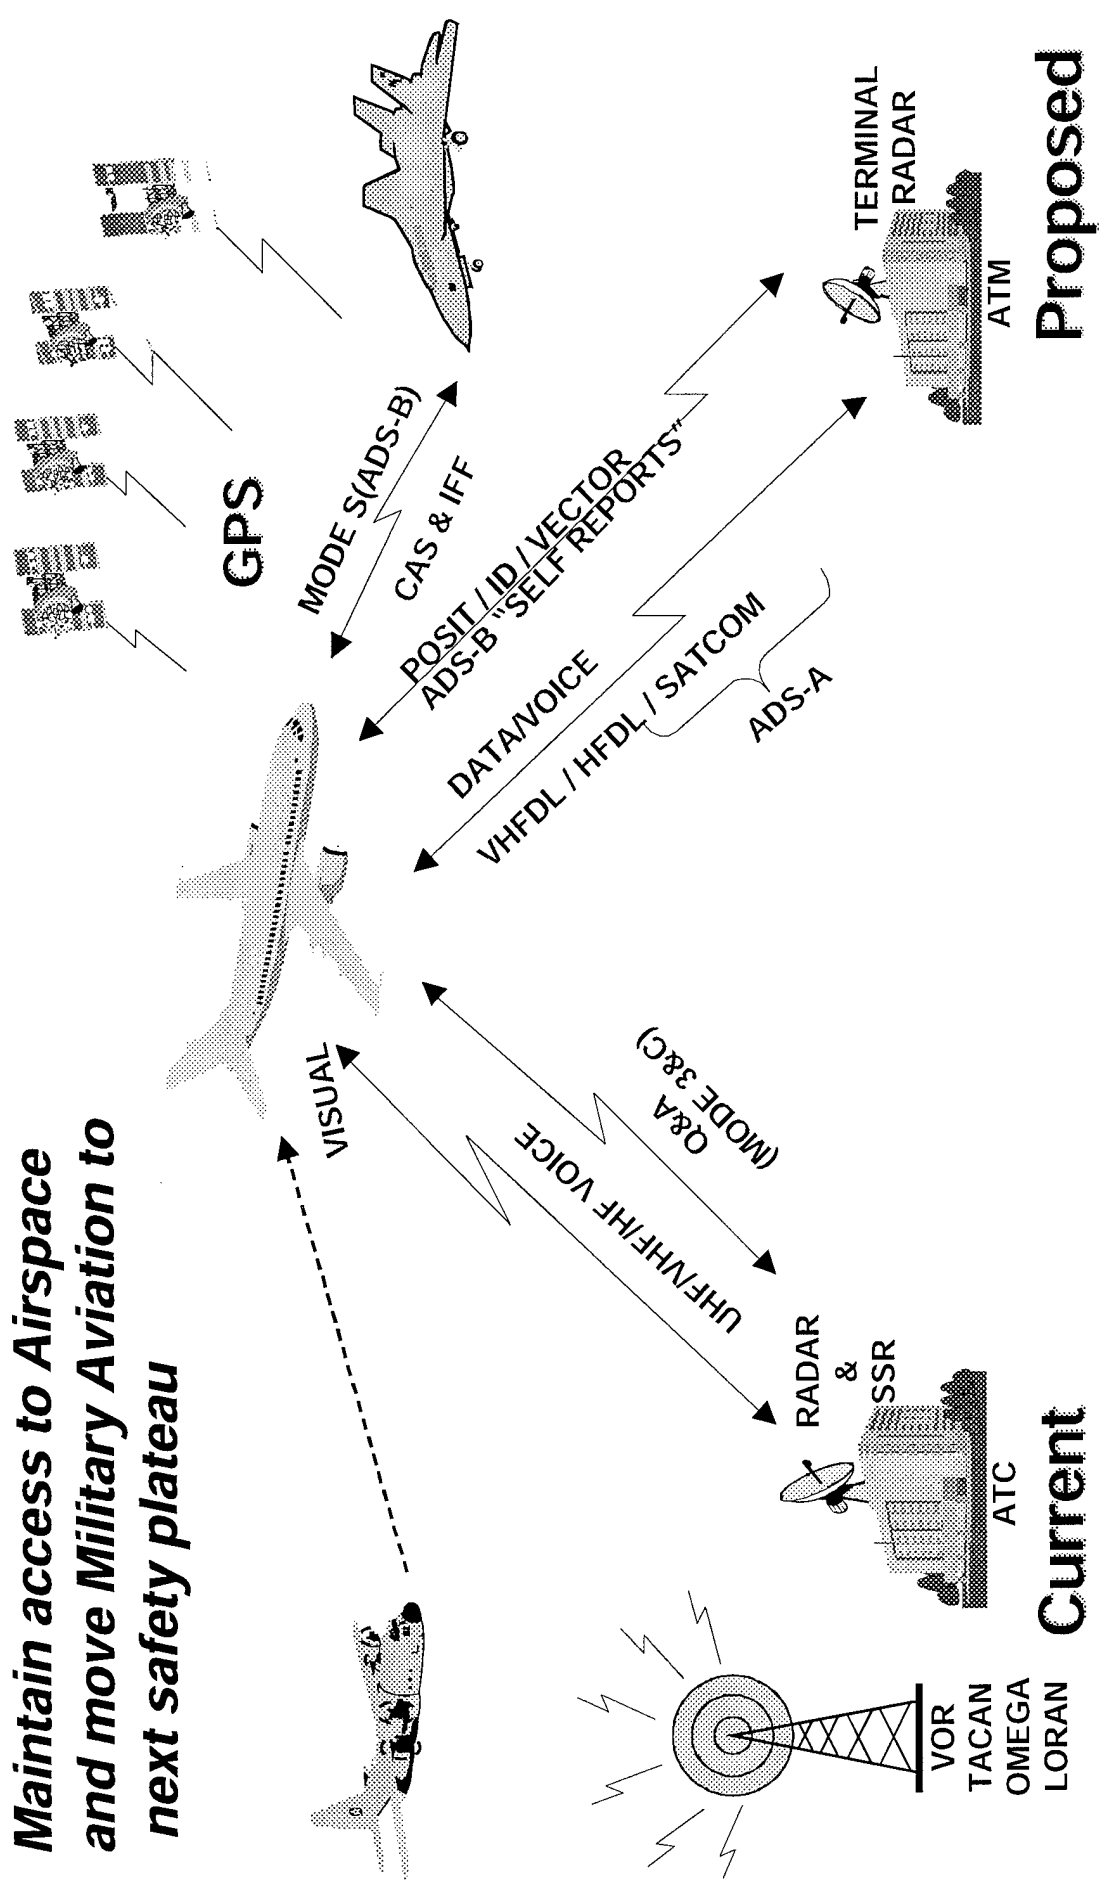 Maintain access to Airspace
and move Military Aviation to
next safety plateau
GPS
VISUAL
MODE S(ADS-B)
CAS & IFF
POSIT / ID / VECTOR
ADS-B "SELF REPORTS"
DATA/VOICE
VHFDL / HFDL / SATCOM
ADS-A
UHF/VHF/HF VOICE
Q&A
(MODE 3&C)
VOR
TACAN
OMEGA
LORAN
RADAR
&
SSR
ATC
Current
TERMINAL
RADAR
ATM
Proposed